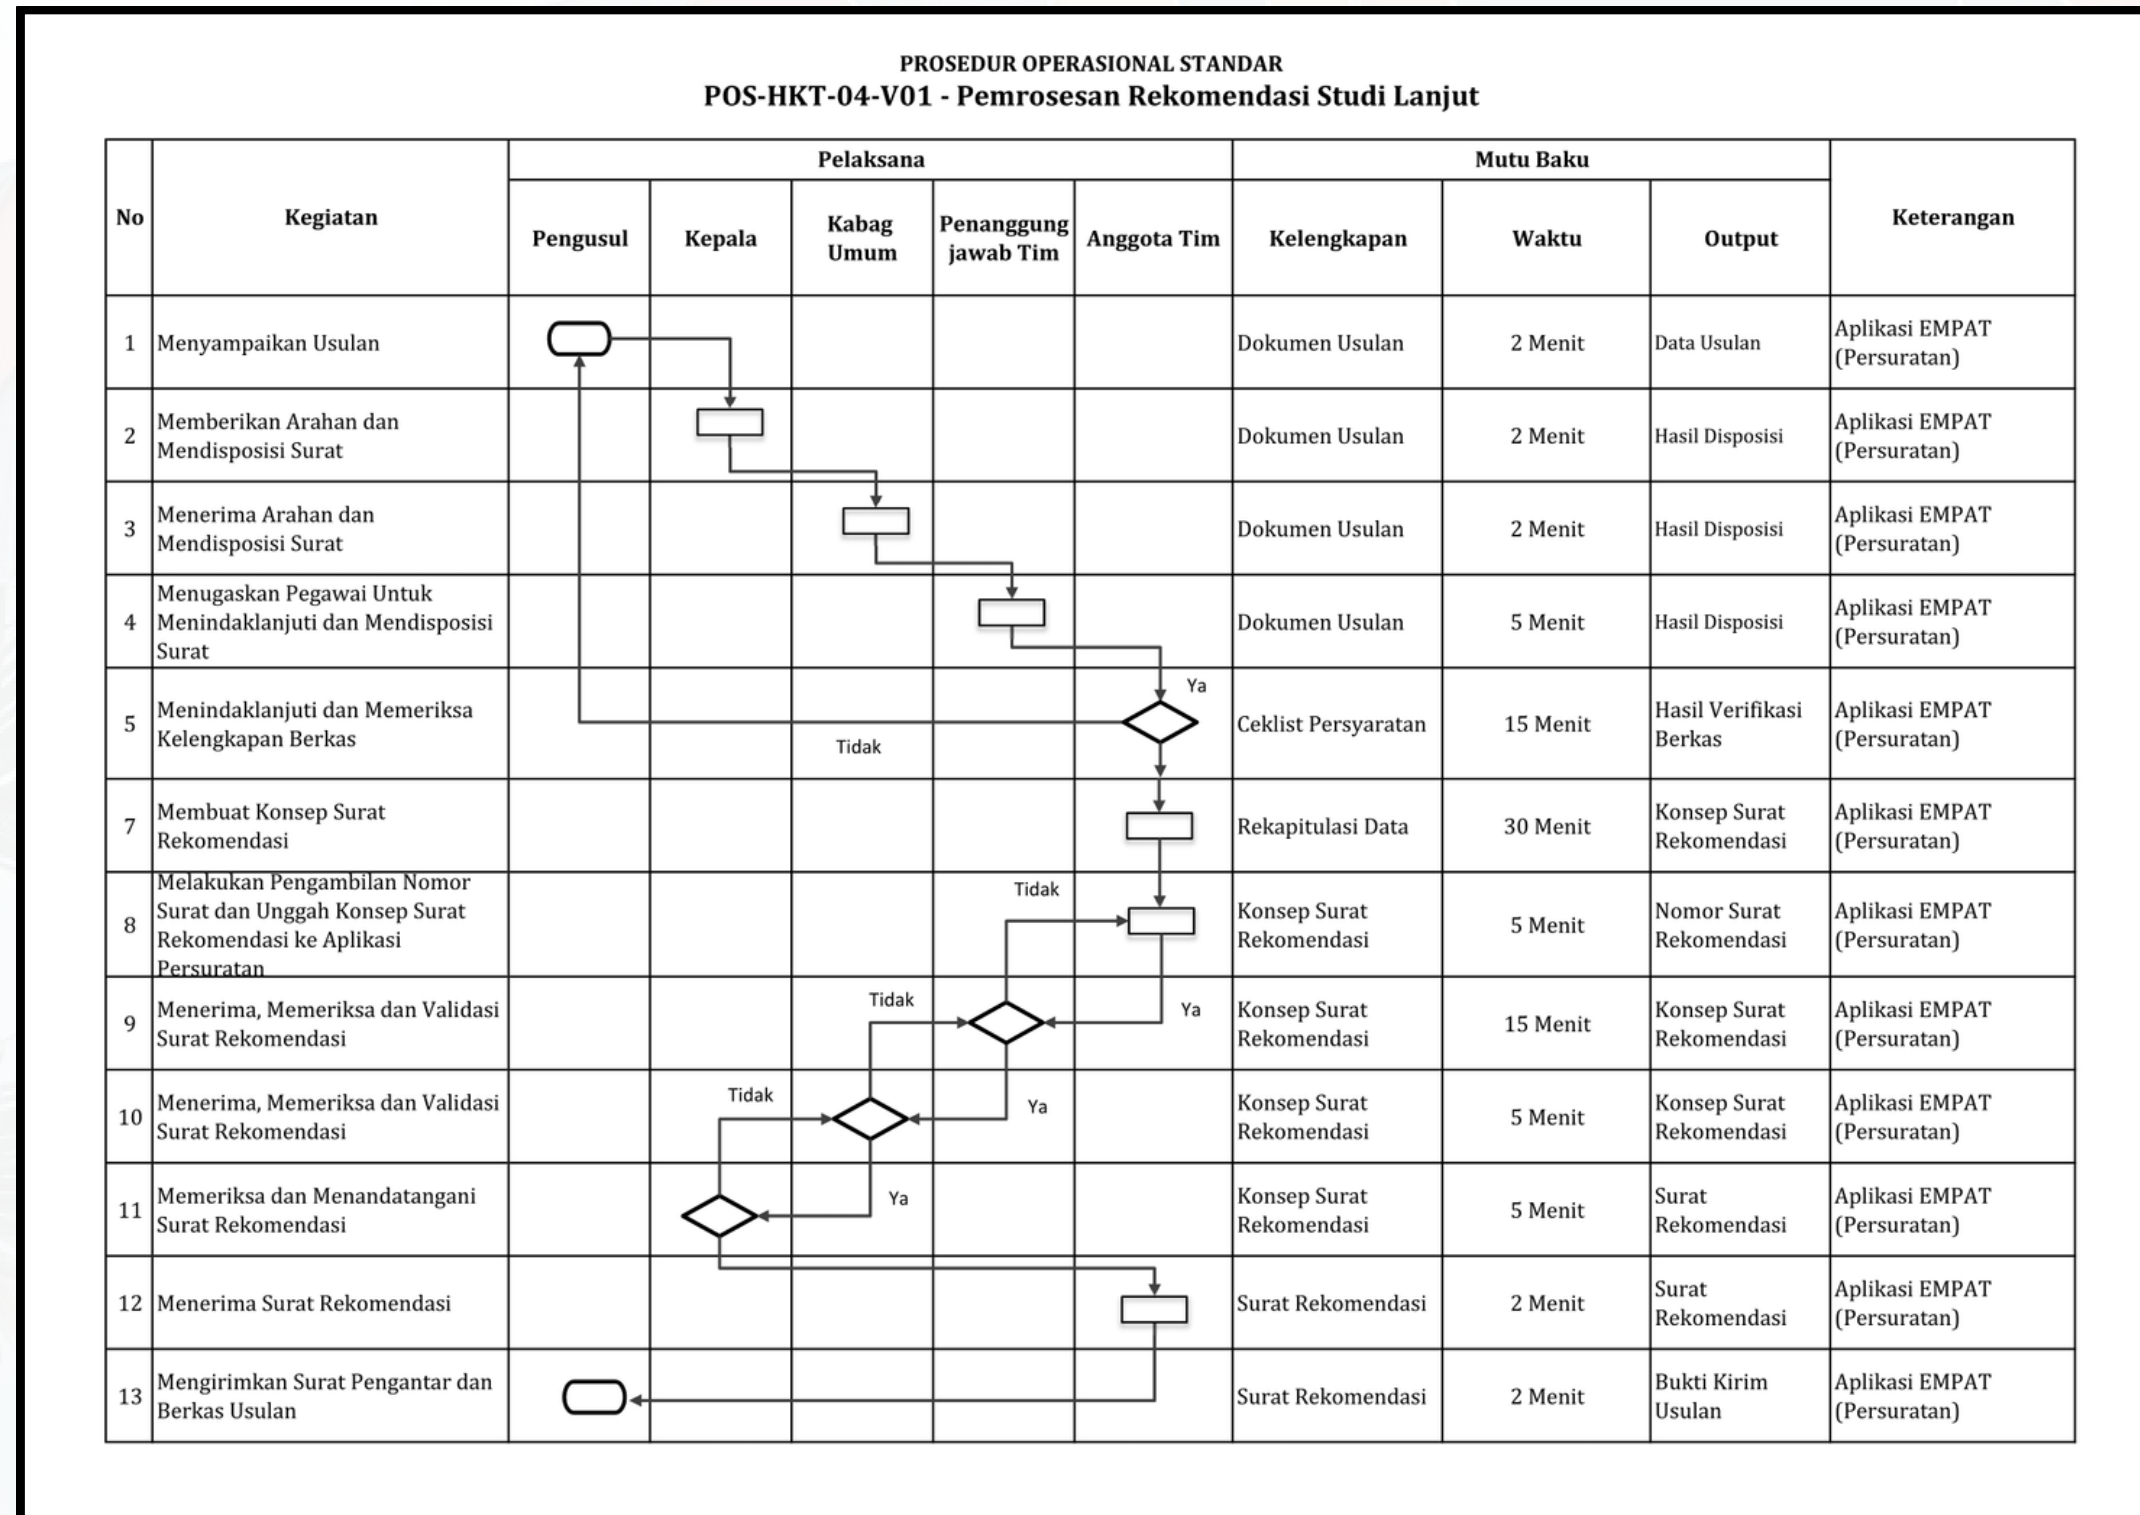 PROSEDUR OPERASIONAL STANDAR
POS-HKT-04-V01 - Pemrosesan Rekomendasi Studi Lanjut
No
Kegiatan
Pelaksana
Mutu Baku
Keterangan
Pengusul
Kepala
Kabag
Umum
Penanggung
jawab Tim
Anggota Tim
Kelengkapan
Waktu
Output
1
Menyampaikan Usulan
Dokumen Usulan
2 Menit
Data Usulan
Aplikasi EMPAT
(Persuratan)
2
Memberikan Arahan dan
Mendisposisi Surat
Dokumen Usulan
2 Menit
Hasil Disposisi
Aplikasi EMPAT
(Persuratan)
3
Menerima Arahan dan
Mendisposisi Surat
Dokumen Usulan
2 Menit
Hasil Disposisi
Aplikasi EMPAT
(Persuratan)
4
Menugaskan Pegawai Untuk
Menindaklanjuti dan Mendisposisi
Surat
Dokumen Usulan
5 Menit
Hasil Disposisi
Aplikasi EMPAT
(Persuratan)
5
Menindaklanjuti dan Memeriksa
Kelengkapan Berkas
Tidak
Ya
Ceklist Persyaratan
15 Menit
Hasil Verifikasi
Berkas
Aplikasi EMPAT
(Persuratan)
7
Membuat Konsep Surat
Rekomendasi
Rekapitulasi Data
30 Menit
Konsep Surat
Rekomendasi
Aplikasi EMPAT
(Persuratan)
8
Melakukan Pengambilan Nomor
Surat dan Unggah Konsep Surat
Rekomendasi ke Aplikasi
Persuratan
Tidak
Konsep Surat
Rekomendasi
5 Menit
Nomor Surat
Rekomendasi
Aplikasi EMPAT
(Persuratan)
9
Menerima, Memeriksa dan Validasi
Surat Rekomendasi
Tidak
Ya
Konsep Surat
Rekomendasi
15 Menit
Konsep Surat
Rekomendasi
Aplikasi EMPAT
(Persuratan)
10
Menerima, Memeriksa dan Validasi
Surat Rekomendasi
Tidak
Ya
Konsep Surat
Rekomendasi
5 Menit
Konsep Surat
Rekomendasi
Aplikasi EMPAT
(Persuratan)
11
Memeriksa dan Menandatangani
Surat Rekomendasi
Ya
Konsep Surat
Rekomendasi
5 Menit
Surat
Rekomendasi
Aplikasi EMPAT
(Persuratan)
12
Menerima Surat Rekomendasi
Surat Rekomendasi
2 Menit
Surat
Rekomendasi
Aplikasi EMPAT
(Persuratan)
13
Mengirimkan Surat Pengantar dan
Berkas Usulan
Surat Rekomendasi
2 Menit
Bukti Kirim
Usulan
Aplikasi EMPAT
(Persuratan)